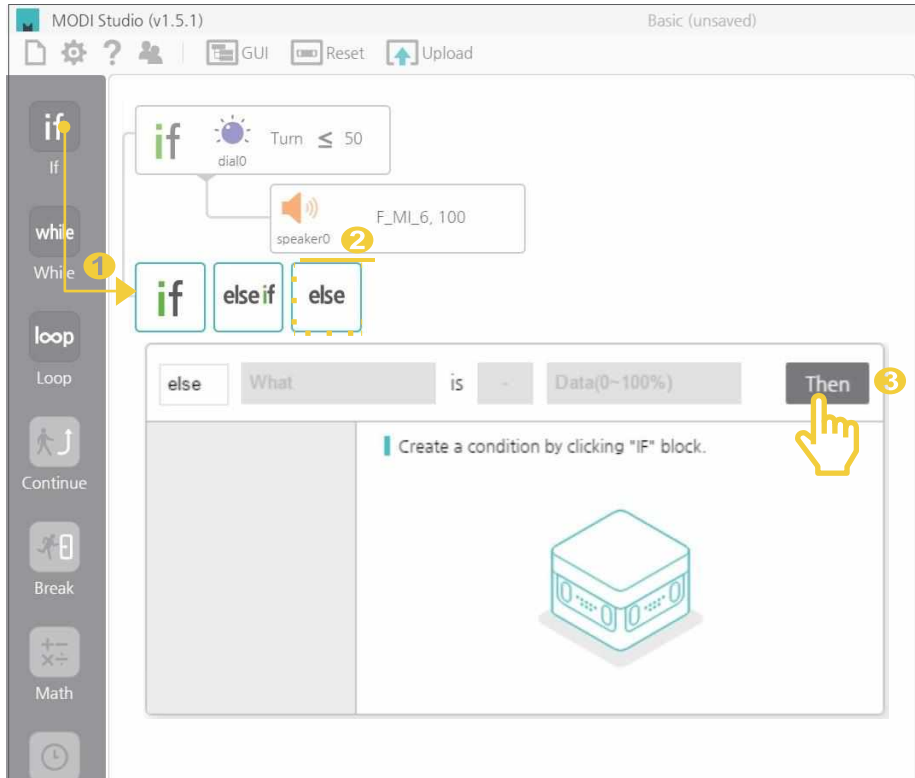 MODI Studio (v1.5.1)
Basic (unsaved)
GUI Reset Upload
if
If
while
While
loop
Loop
Continue
Break
+− ×÷
Math
if dial0 Turn ≤ 50
speaker0 F_MI_6, 100
1
2
if else if else
else What is - Data(0~100%) Then
3
Create a condition by clicking "IF" block.